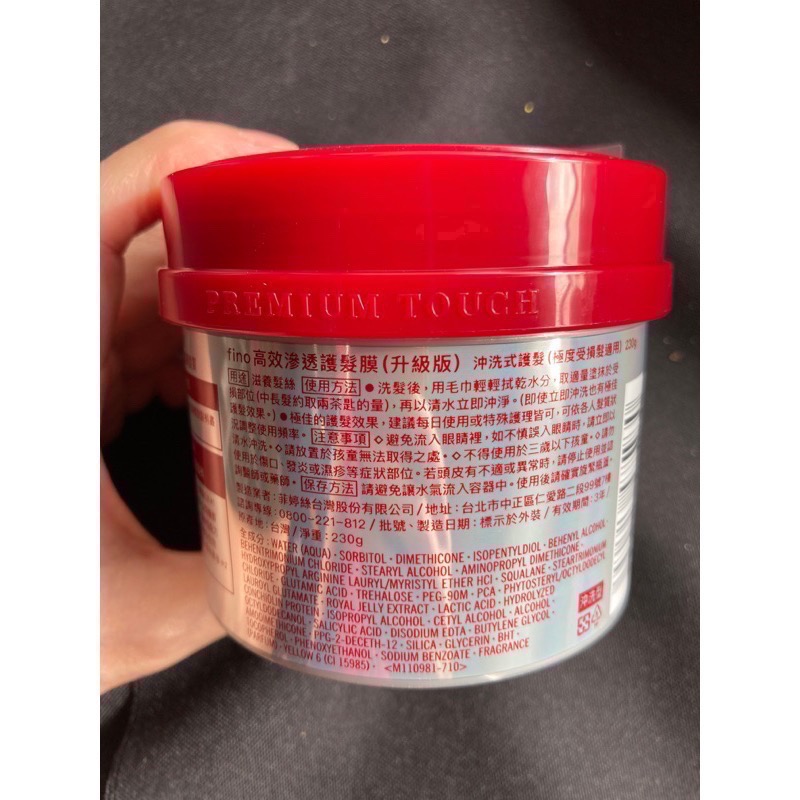 PREMIUM TOUCH
fino高效滲透護髮膜(升級版) 沖洗式護髮(極度受損髮適用) 230g
用途 滋養髮絲 使用方法 ●洗髮後,用毛巾輕輕拭乾水分,取適量塗抹於受
損部位(中長髮約取兩茶匙的量),再以清水立即沖淨。(即使立即沖洗也有極佳
護髮效果。) ●極佳的護髮效果,建議每日使用或特殊護理皆可,可依各人髮質狀
況調整使用頻率。 注意事項 ◇避免流入眼睛裡,如不慎誤入眼睛時,請立即以
清水沖洗。◇請放置於孩童無法取得之處。◇不得使用於三歲以下孩童。◇請勿
使用於傷口、發炎或濕疹等症狀部位。若頭皮有不適或異常時,請停止使用並諮
詢醫師或藥師。 保存方法 請避免讓水氣流入容器中。使用後請確實旋緊瓶蓋。
製造業者:菲婷絲台灣股份有限公司/地址:台北市中正區仁愛路二段99號7樓
諮詢專線:0800-221-812/批號、製造日期:標示於外裝/有效期間:3年/
原產地:台灣/淨重:230g
全成分:WATER (AQUA)・SORBITOL・DIMETHICONE・ISOPENTYLDIOL・BEHENYL ALCOHOL・
BEHENTRIMONIUM CHLORIDE・STEARYL ALCOHOL・AMINOPROPYL DIMETHICONE・
HYDROXYPROPYL ARGININE LAURYL/MYRISTYL ETHER HCl・SQUALANE・STEARTRIMONIUM
CHLORIDE・GLUTAMIC ACID・TREHALOSE・PEG-90M・PCA・PHYTOSTERYL/OCTYLDODECYL
LAUROYL GLUTAMATE・ROYAL JELLY EXTRACT・LACTIC ACID・HYDROLYZED
CONCHIOLIN PROTEIN・ISOPROPYL ALCOHOL・CETYL ALCOHOL・
OCTYLDODECANOL・SALICYLIC ACID・DISODIUM EDTA・BUTYLENE GLYCOL・
PPG-2-DECETH-12・SILICA・GLYCERIN・BHT・
PHENOXYETHANOL・SODIUM BENZOATE・FRAGRANCE
YELLOW 6 (CI 15985)・ <M110981-710>
沖洗型